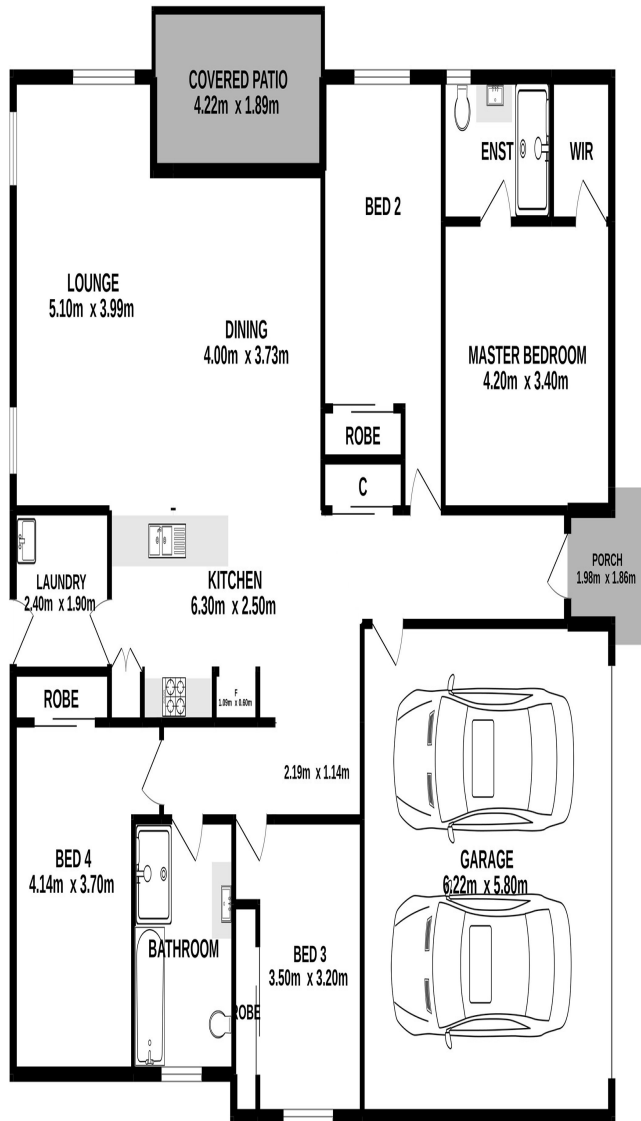 COVERED PATIO
4.22m x 1.89m
ENST
WIR
BED 2
LOUNGE
5.10m x 3.99m
DINING
4.00m x 3.73m
MASTER BEDROOM
4.20m x 3.40m
ROBE
C
PORCH
1.98m x 1.86m
LAUNDRY
2.40m x 1.90m
KITCHEN
6.30m x 2.50m
ROBE
F
1.09m x 0.60m
2.19m x 1.14m
BED 4
4.14m x 3.70m
GARAGE
6.22m x 5.80m
BATHROOM
BED 3
3.50m x 3.20m
ROBE